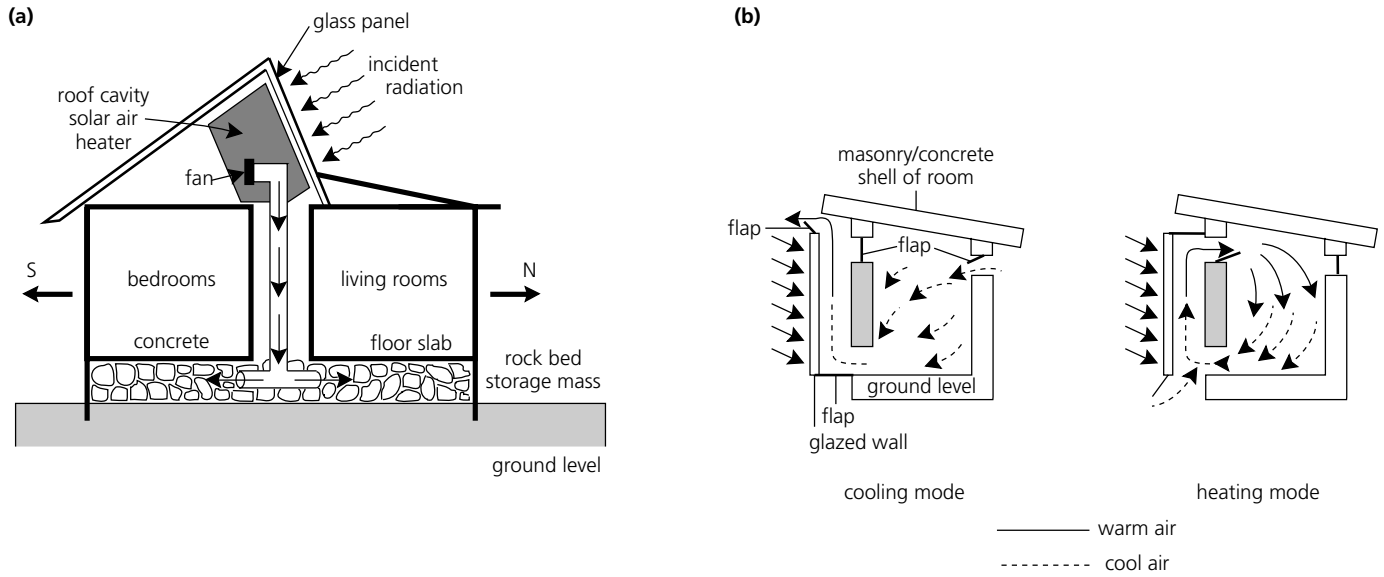 (a)
glass panel
incident
radiation
roof cavity
solar air
heater
fan
S
bedrooms
living rooms
N
concrete
floor slab
rock bed
storage mass
ground level
(b)
masonry/concrete
shell of room
flap
flap
ground level
flap
glazed wall
cooling mode
heating mode
warm air
cool air